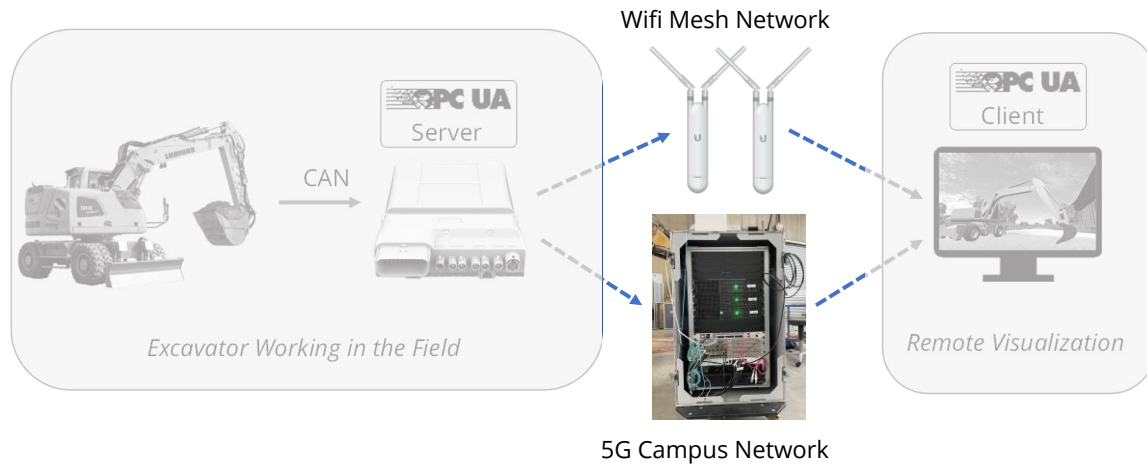 Wifi Mesh Network
OPC UA
Server
CAN
LIEBHERR
Excavator Working in the Field
OPC UA
Client
Remote Visualization
5G Campus Network